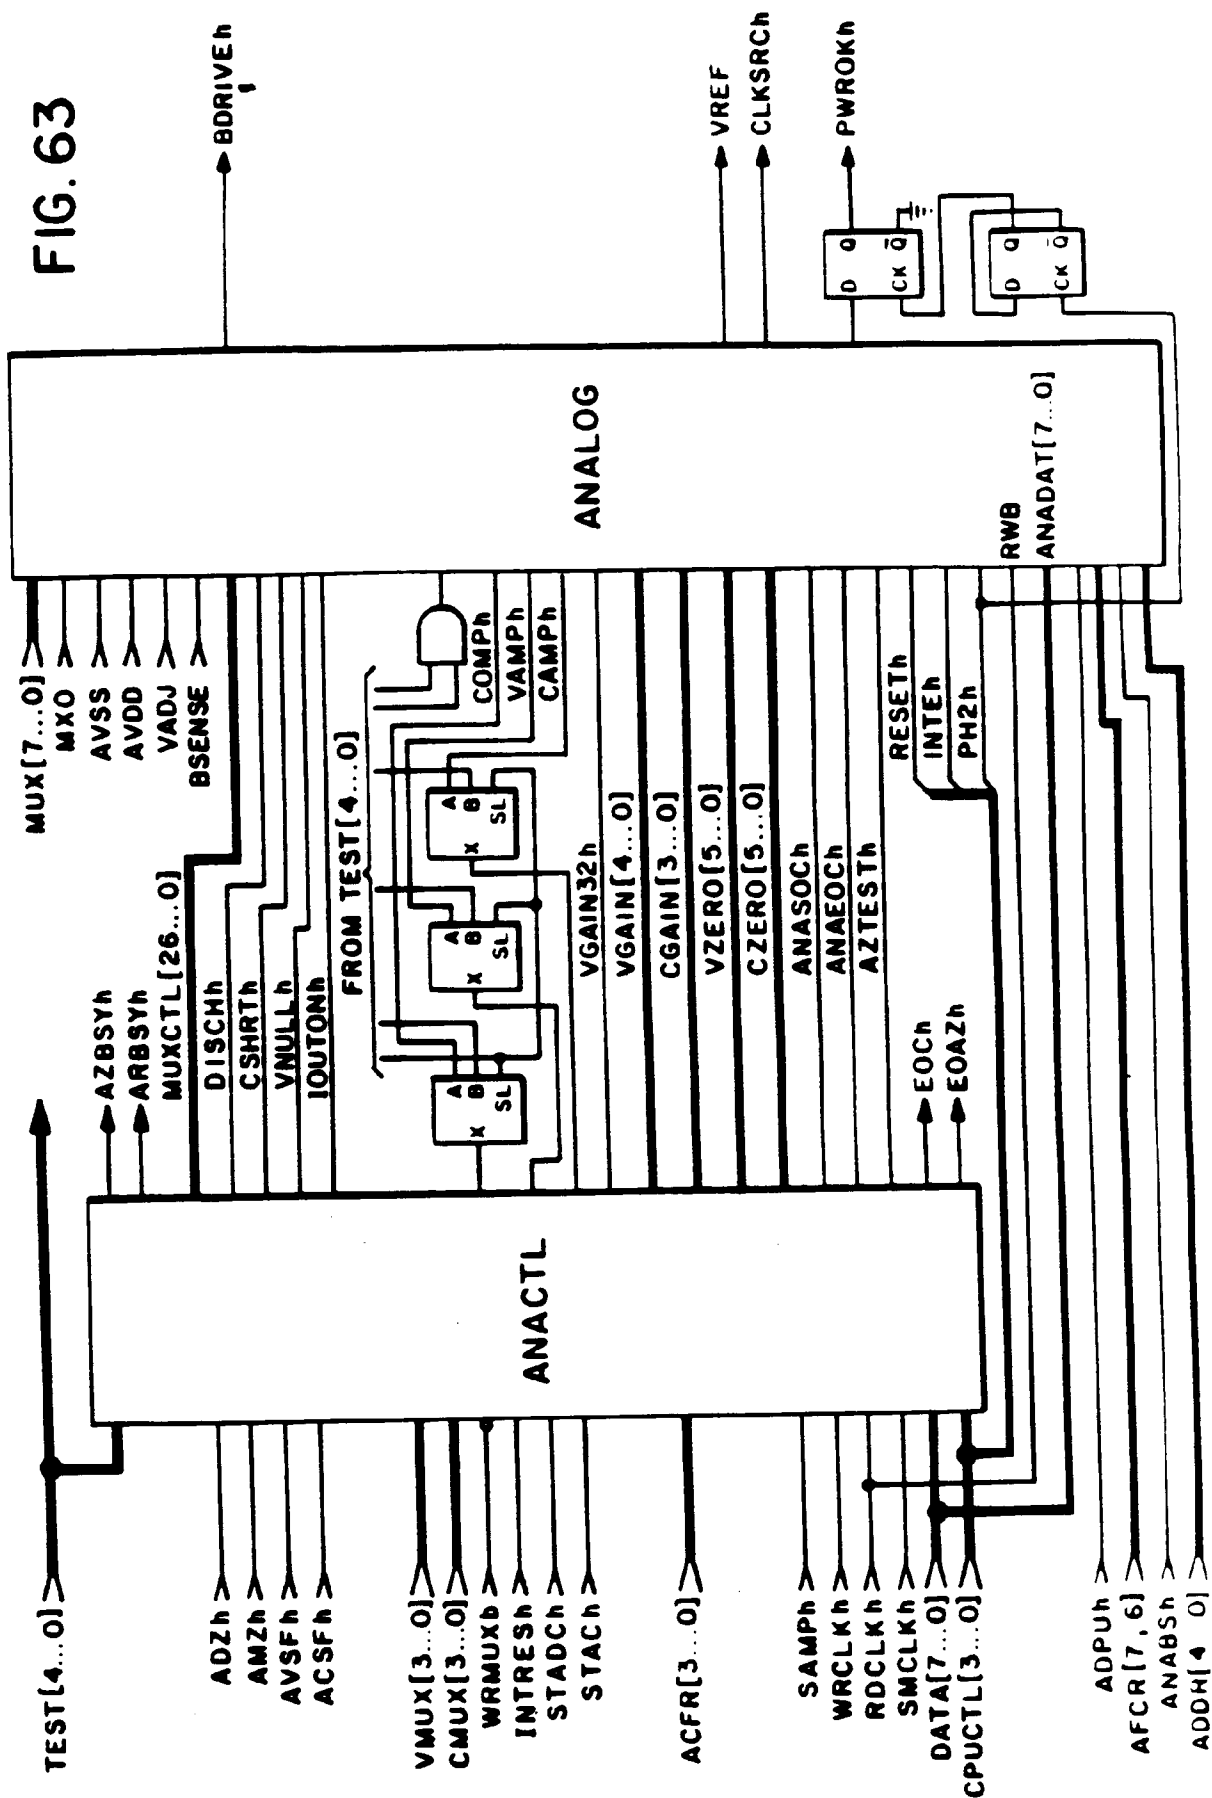 FIG. 63
TEST[4...0]
ADZh
AMZh
AVSFh
ACSFh
VMUX[3...0]
CMUX[3...0]
WRMUXb
INTRESh
STADCh
STACh
ACFR[3...0]
SAMPh
WRCLKh
RDCLKh
SMCLKh
DATA[7...0]
CPUCTL[3...0]
ADPUh
AFCR[7,6]
ANABSh
ADDH[4 0]
ANACTL
AZBSYh
ARBSYh
MUXCTL[26...0]
DISCHh
CSHRTh
VNULLh
IOUTONh
FROM TEST[4...0]
X
A
B
SL
X
A
B
SL
X
A
B
SL
COMPh
VAMPh
CAMPh
VGAIN32h
VGAIN[4...0]
CGAIN[3...0]
VZERO[5...0]
CZERO[5...0]
ANASOCh
ANAEOCh
AZTESTh
EOCh
EOAZh
RESETh
INTEh
PH2h
MUX[7...0]
MXO
AVSS
AVDD
VADJ
BSENSE
ANALOG
RWB
ANADAT[7...0]
BDRIVEh
VREF
CLKSRCh
PWROKh
D Q
CK Q̅
D Q
CK Q̅